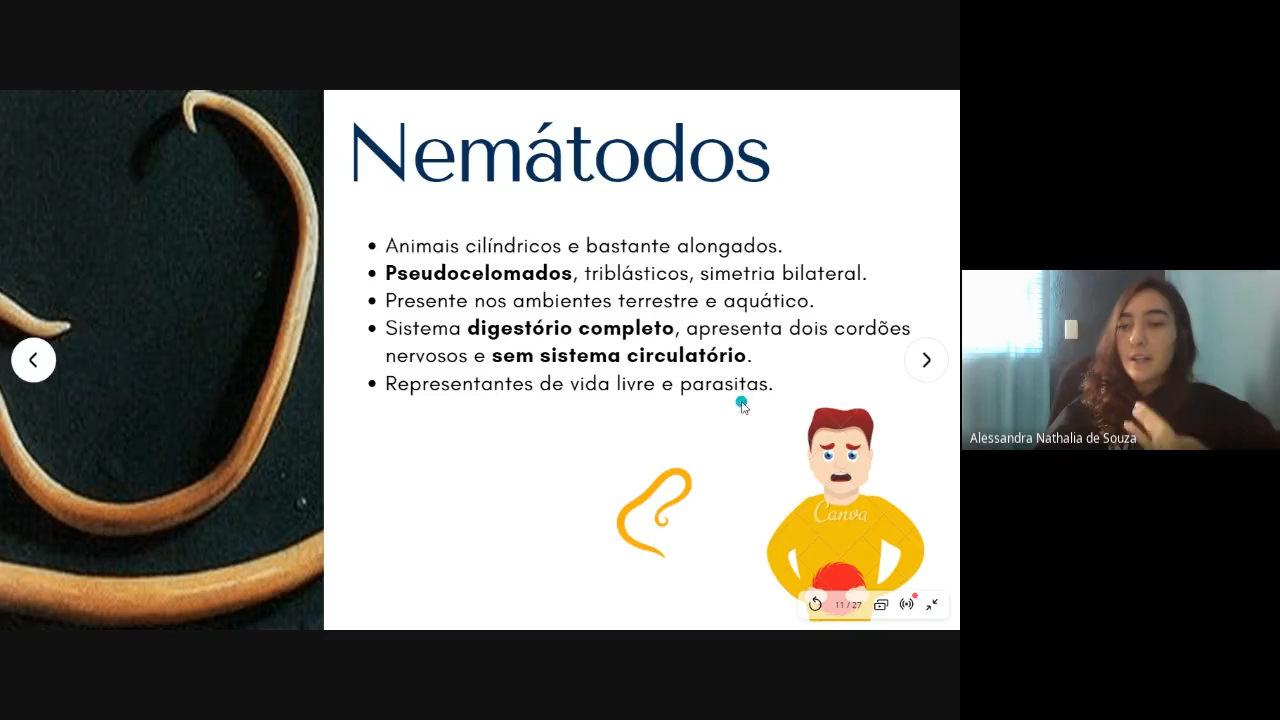 Nemátodos
Animais cilíndricos e bastante alongados.
Pseudocelomados, triblásticos, simetria bilateral.
Presente nos ambientes terrestre e aquático.
Sistema digestório completo, apresenta dois cordões
nervosos e sem sistema circulatório.
Representantes de vida livre e parasitas.
Canva
11 / 27
Alessandra Nathalia de Souza